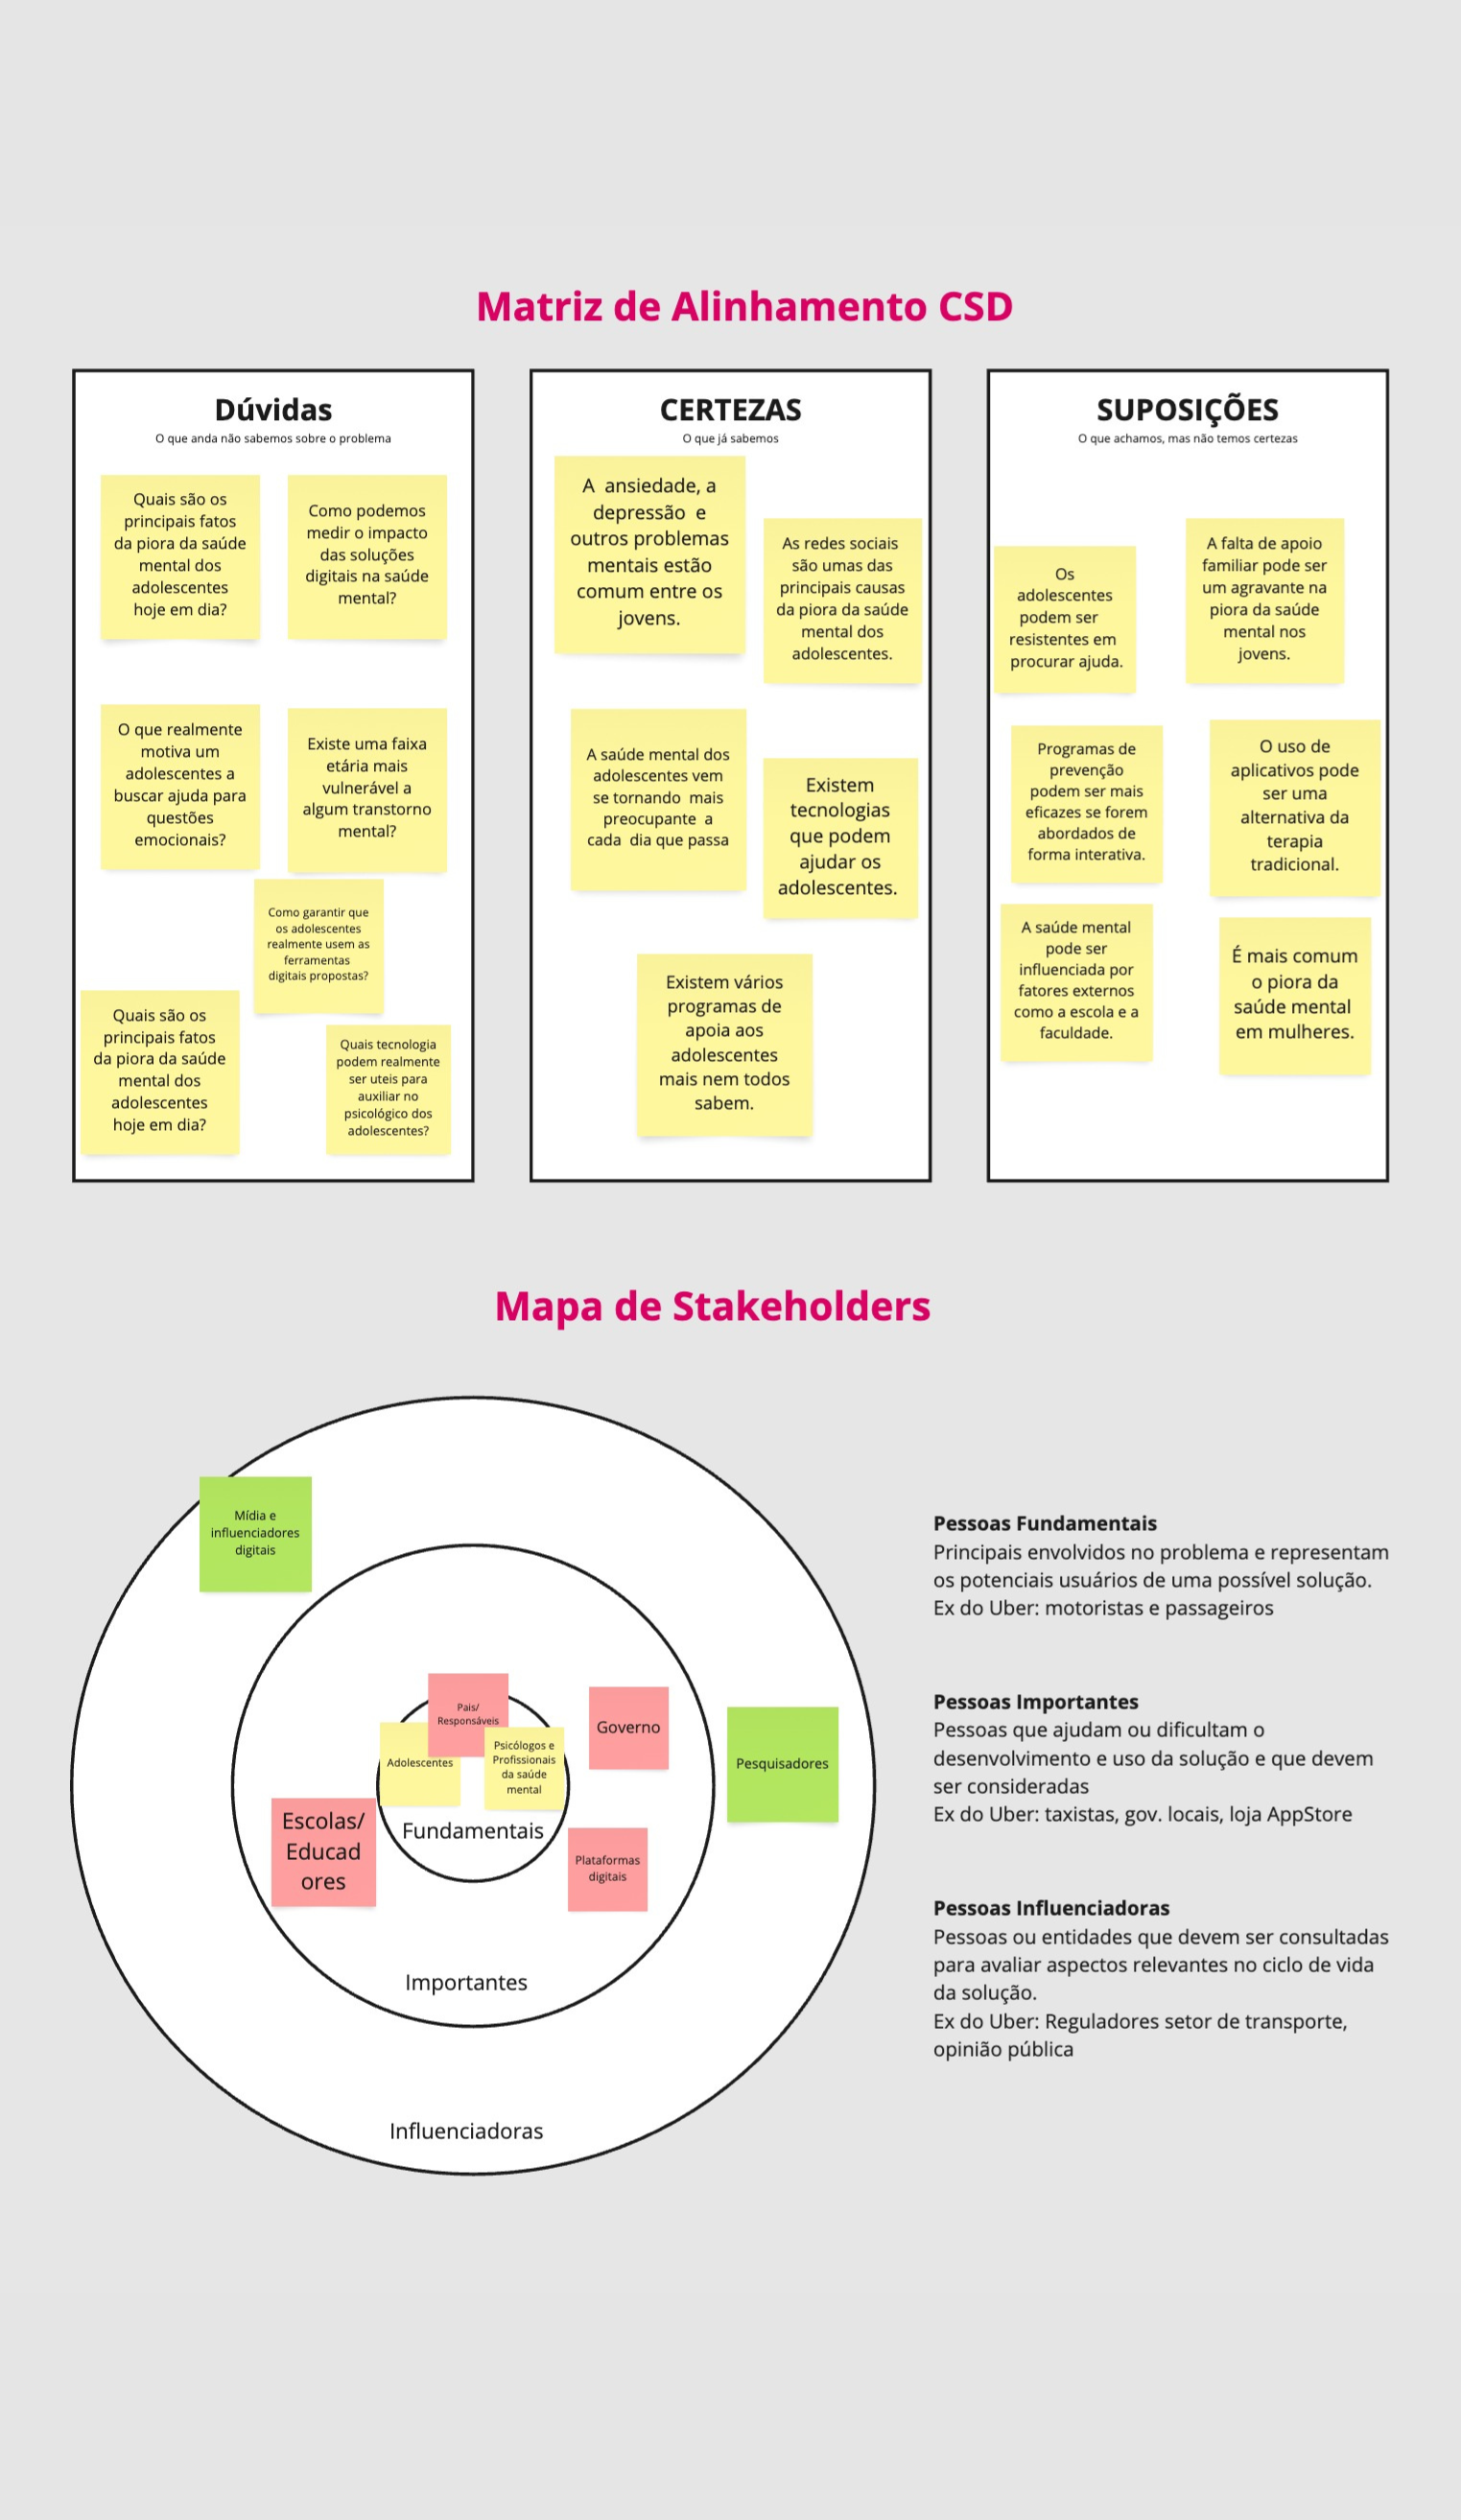 Matriz de Alinhamento CSD
Dúvidas
O que anda não sabemos sobre o problema
Quais são os
principais fatos
da piora da saúde
mental dos
adolescentes
hoje em dia?
Como podemos
medir o impacto
das soluções
digitais na saúde
mental?
O que realmente
motiva um
adolescentes a
buscar ajuda para
questões
emocionais?
Existe uma faixa
etária mais
vulnerável a
algum transtorno
mental?
Como garantir que
os adolescentes
realmente usem as
ferramentas
digitais propostas?
Quais são os
principais fatos
da piora da saúde
mental dos
adolescentes
hoje em dia?
Quais tecnologia
podem realmente
ser uteis para
auxiliar no
psicológico dos
adolescentes?
CERTEZAS
O que já sabemos
A ansiedade, a
depressão e
outros problemas
mentais estão
comum entre os
jovens.
As redes sociais
são umas das
principais causas
da piora da saúde
mental dos
adolescentes.
A saúde mental dos
adolescentes vem
se tornando mais
preocupante a
cada dia que passa
Existem
tecnologias
que podem
ajudar os
adolescentes.
Existem vários
programas de
apoia aos
adolescentes
mais nem todos
sabem.
SUPOSIÇÕES
O que achamos, mas não temos certezas
Os
adolescentes
podem ser
resistentes em
procurar ajuda.
A falta de apoio
familiar pode ser
um agravante na
piora da saúde
mental nos
jovens.
Programas de
prevenção
podem ser mais
eficazes se forem
abordados de
forma interativa.
O uso de
aplicativos pode
ser uma
alternativa da
terapia
tradicional.
A saúde mental
pode ser
influenciada por
fatores externos
como a escola e a
faculdade.
É mais comum
o piora da
saúde mental
em mulheres.
Mapa de Stakeholders
Mídia e
influenciadores
digitais
Pais/
Responsáveis
Adolescentes
Psicólogos e
Profissionais
da saúde
mental
Governo
Pesquisadores
Escolas/
Educad
ores
Fundamentais
Plataformas
digitais
Importantes
Influenciadoras
Pessoas Fundamentais
Principais envolvidos no problema e representam
os potenciais usuários de uma possível solução.
Ex do Uber: motoristas e passageiros
Pessoas Importantes
Pessoas que ajudam ou dificultam o
desenvolvimento e uso da solução e que devem
ser consideradas
Ex do Uber: taxistas, gov. locais, loja AppStore
Pessoas Influenciadoras
Pessoas ou entidades que devem ser consultadas
para avaliar aspectos relevantes no ciclo de vida
da solução.
Ex do Uber: Reguladores setor de transporte,
opinião pública